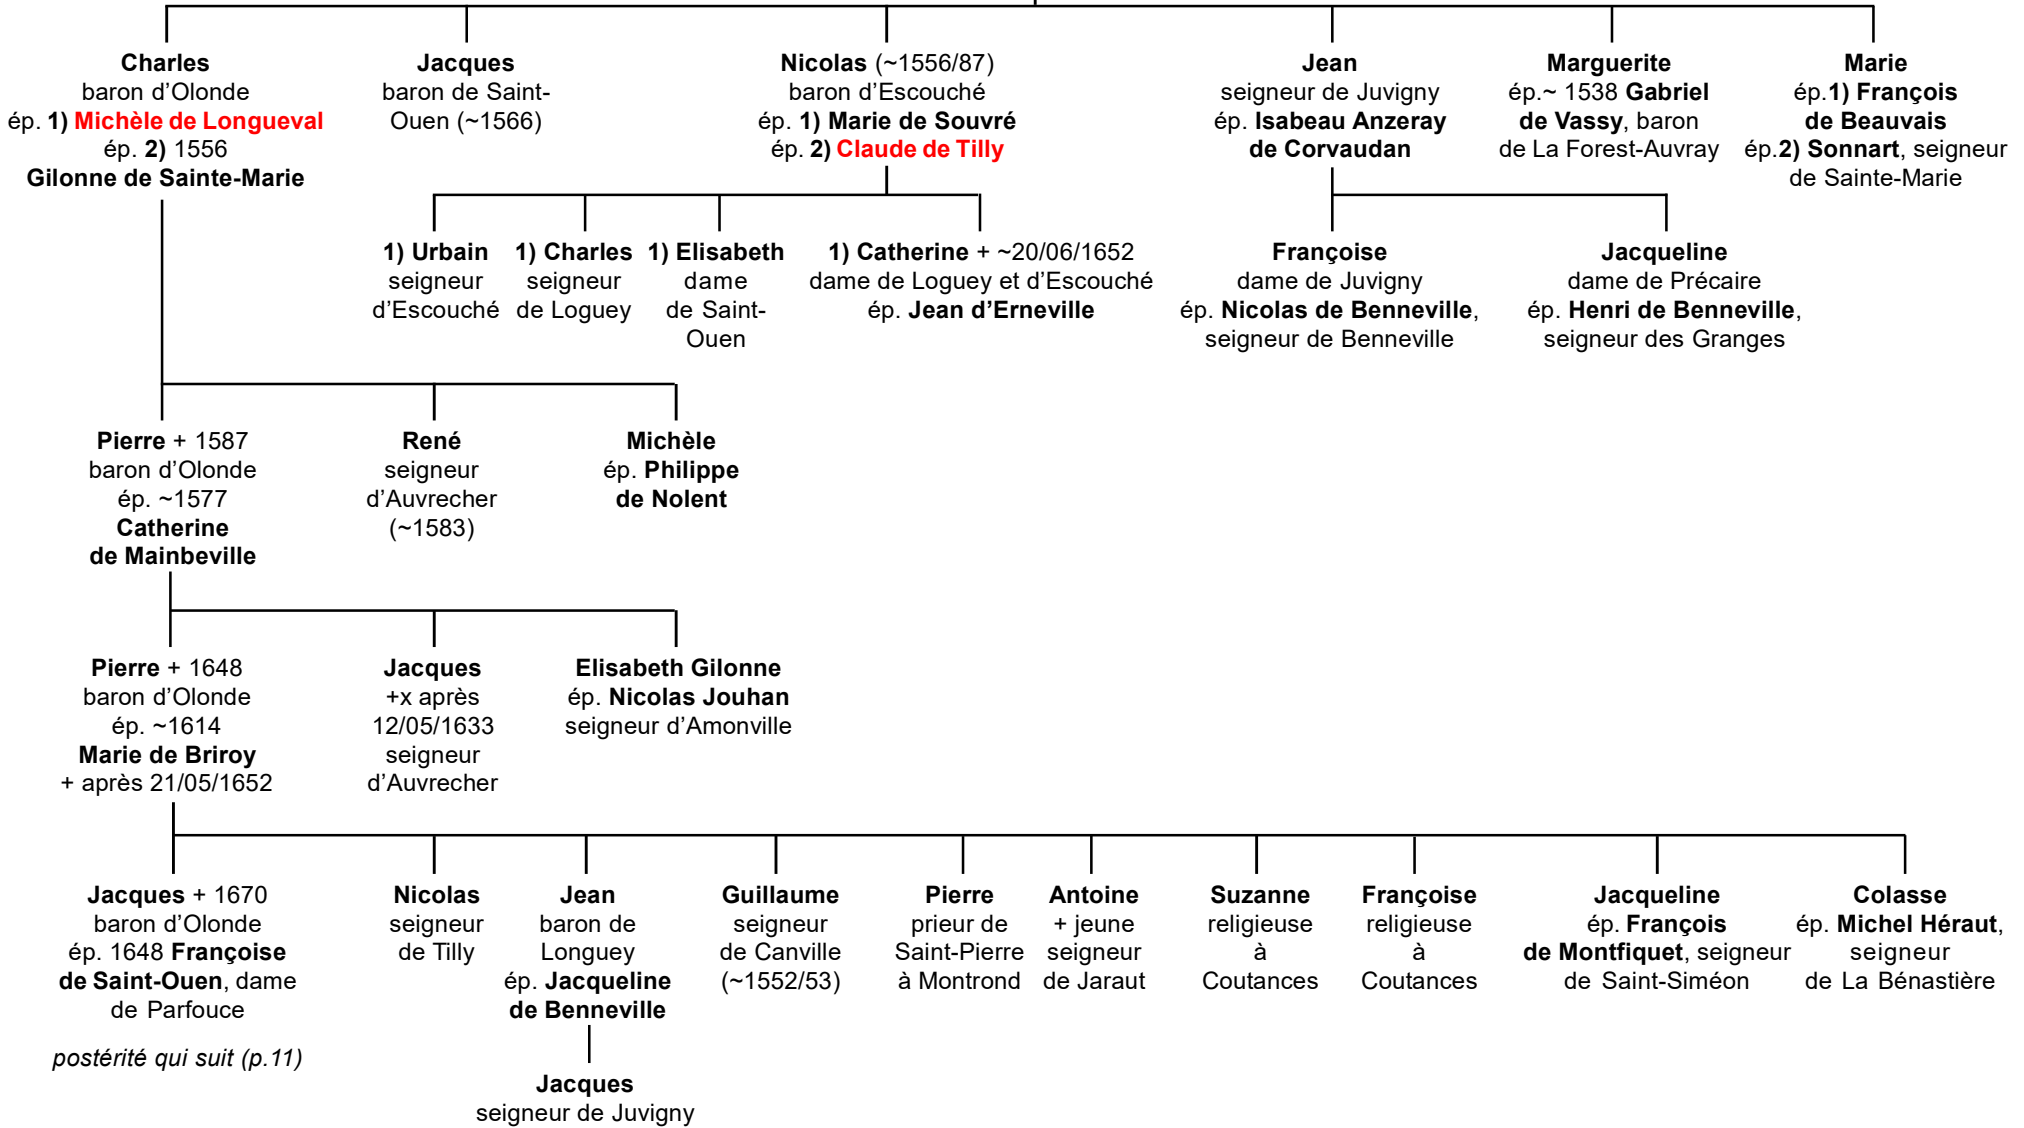 Charles
baron d'Olonde
ép. 1) Michèle de Longueval
ép. 2) 1556
Gilonne de Sainte-Marie
Jacques
baron de Saint-
Ouen (~1566)
Nicolas (~1556/87)
baron d'Escouché
ép. 1) Marie de Souvré
ép. 2) Claude de Tilly
Jean
seigneur de Juvigny
ép. Isabeau Anzeray
de Corvaudan
Marguerite
ép.~ 1538 Gabriel
de Vassy, baron
de La Forest-Auvray
Marie
ép.1) François
de Beauvais
ép.2) Sonnart, seigneur
de Sainte-Marie
1) Urbain
seigneur
d'Escouché
1) Charles
seigneur
de Loguey
1) Elisabeth
dame
de Saint-
Ouen
1) Catherine + ~20/06/1652
dame de Loguey et d'Escouché
ép. Jean d'Erneville
Françoise
dame de Juvigny
ép. Nicolas de Benneville,
seigneur de Benneville
Jacqueline
dame de Précaire
ép. Henri de Benneville,
seigneur des Granges
Pierre + 1587
baron d'Olonde
ép. ~1577
Catherine
de Mainbeville
René
seigneur
d'Auvrecher
(~1583)
Michèle
ép. Philippe
de Nolent
Pierre + 1648
baron d'Olonde
ép. ~1614
Marie de Briroy
+ après 21/05/1652
Jacques
+x après
12/05/1633
seigneur
d'Auvrecher
Elisabeth Gilonne
ép. Nicolas Jouhan
seigneur d'Amonville
Jacques + 1670
baron d'Olonde
ép. 1648 Françoise
de Saint-Ouen, dame
de Parfouce
postérité qui suit (p.11)
Nicolas
seigneur
de Tilly
Jean
baron de
Longuey
ép. Jacqueline
de Benneville
Jacques
seigneur de Juvigny
Guillaume
seigneur
de Canville
(~1552/53)
Pierre
prieur de
Saint-Pierre
à Montrond
Antoine
+ jeune
seigneur
de Jaraut
Suzanne
religieuse
à
Coutances
Françoise
religieuse
à
Coutances
Jacqueline
ép. François
de Montfiquet, seigneur
de Saint-Siméon
Colasse
ép. Michel Héraut,
seigneur
de La Bénastière